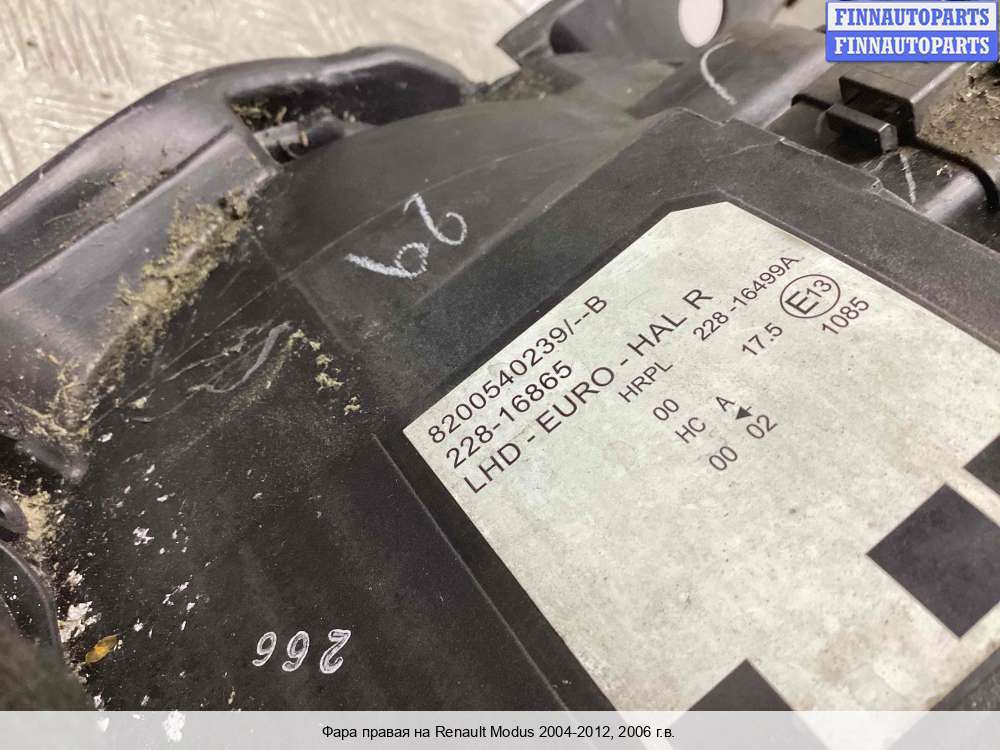 FINNAUTOPARTS
FINNAUTOPARTS
8200540239/--B
228-16865
LHD - EURO - HAL R
HRPL 228-16499A
00 17.5 E13
HC A 1085
00 02
266
Фара правая на Renault Modus 2004-2012, 2006 г.в.